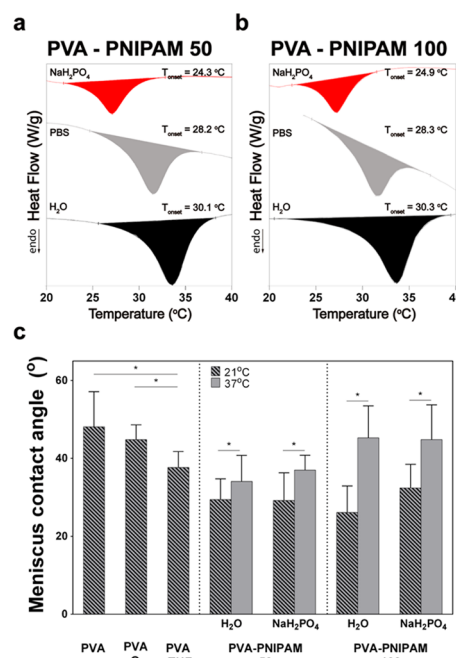 a
PVA - PNIPAM 50
NaH2PO4
Tonset = 24.3 °C
PBS
Tonset = 28.2 °C
H2O
Tonset = 30.1 °C
endo
Heat Flow (W/g)
20 25 30 35 40
Temperature (°C)
b
PVA - PNIPAM 100
NaH2PO4
Tonset = 24.9 °C
PBS
Tonset = 28.3 °C
H2O
Tonset = 30.3 °C
endo
Heat Flow (W/g)
20 25 30 35 40
Temperature (°C)
c
Meniscus contact angle (°)
60
40
20
0
21°C
37°C
*
*
*
*
*
*
H2O NaH2PO4 H2O NaH2PO4
PVA PVA PVA PVA-PNIPAM PVA-PNIPAM